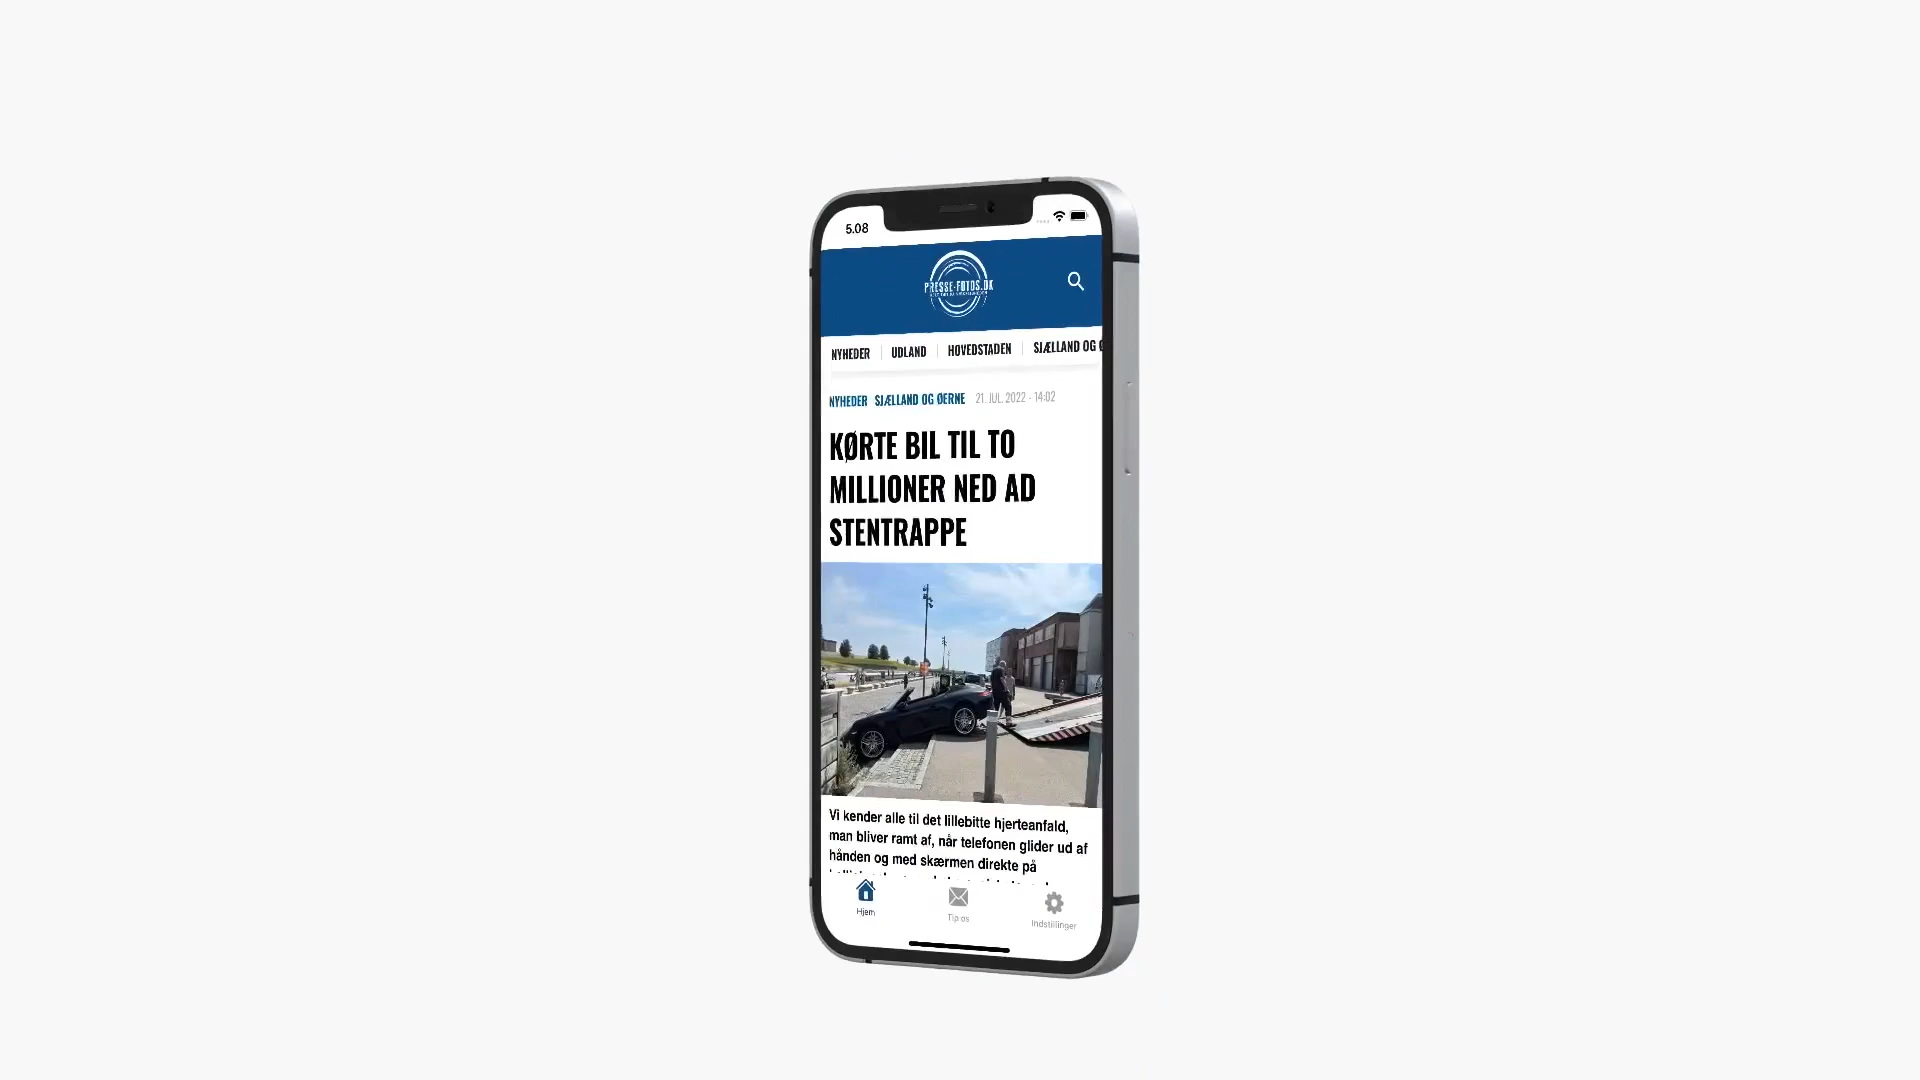 5.08
PRESSE-FOTOS.DK
NYHEDER UDLAND HOVEDSTADEN SJÆLLAND OG Ø
NYHEDER SJÆLLAND OG ØERNE 21. JUL. 2022 - 14:02
KØRTE BIL TIL TO
MILLIONER NED AD
STENTRAPPE
Vi kender alle til det lillebitte hjerteanfald,
man bliver ramt af, når telefonen glider ud af
hånden og med skærmen direkte på
Hjem Tip os Indstillinger